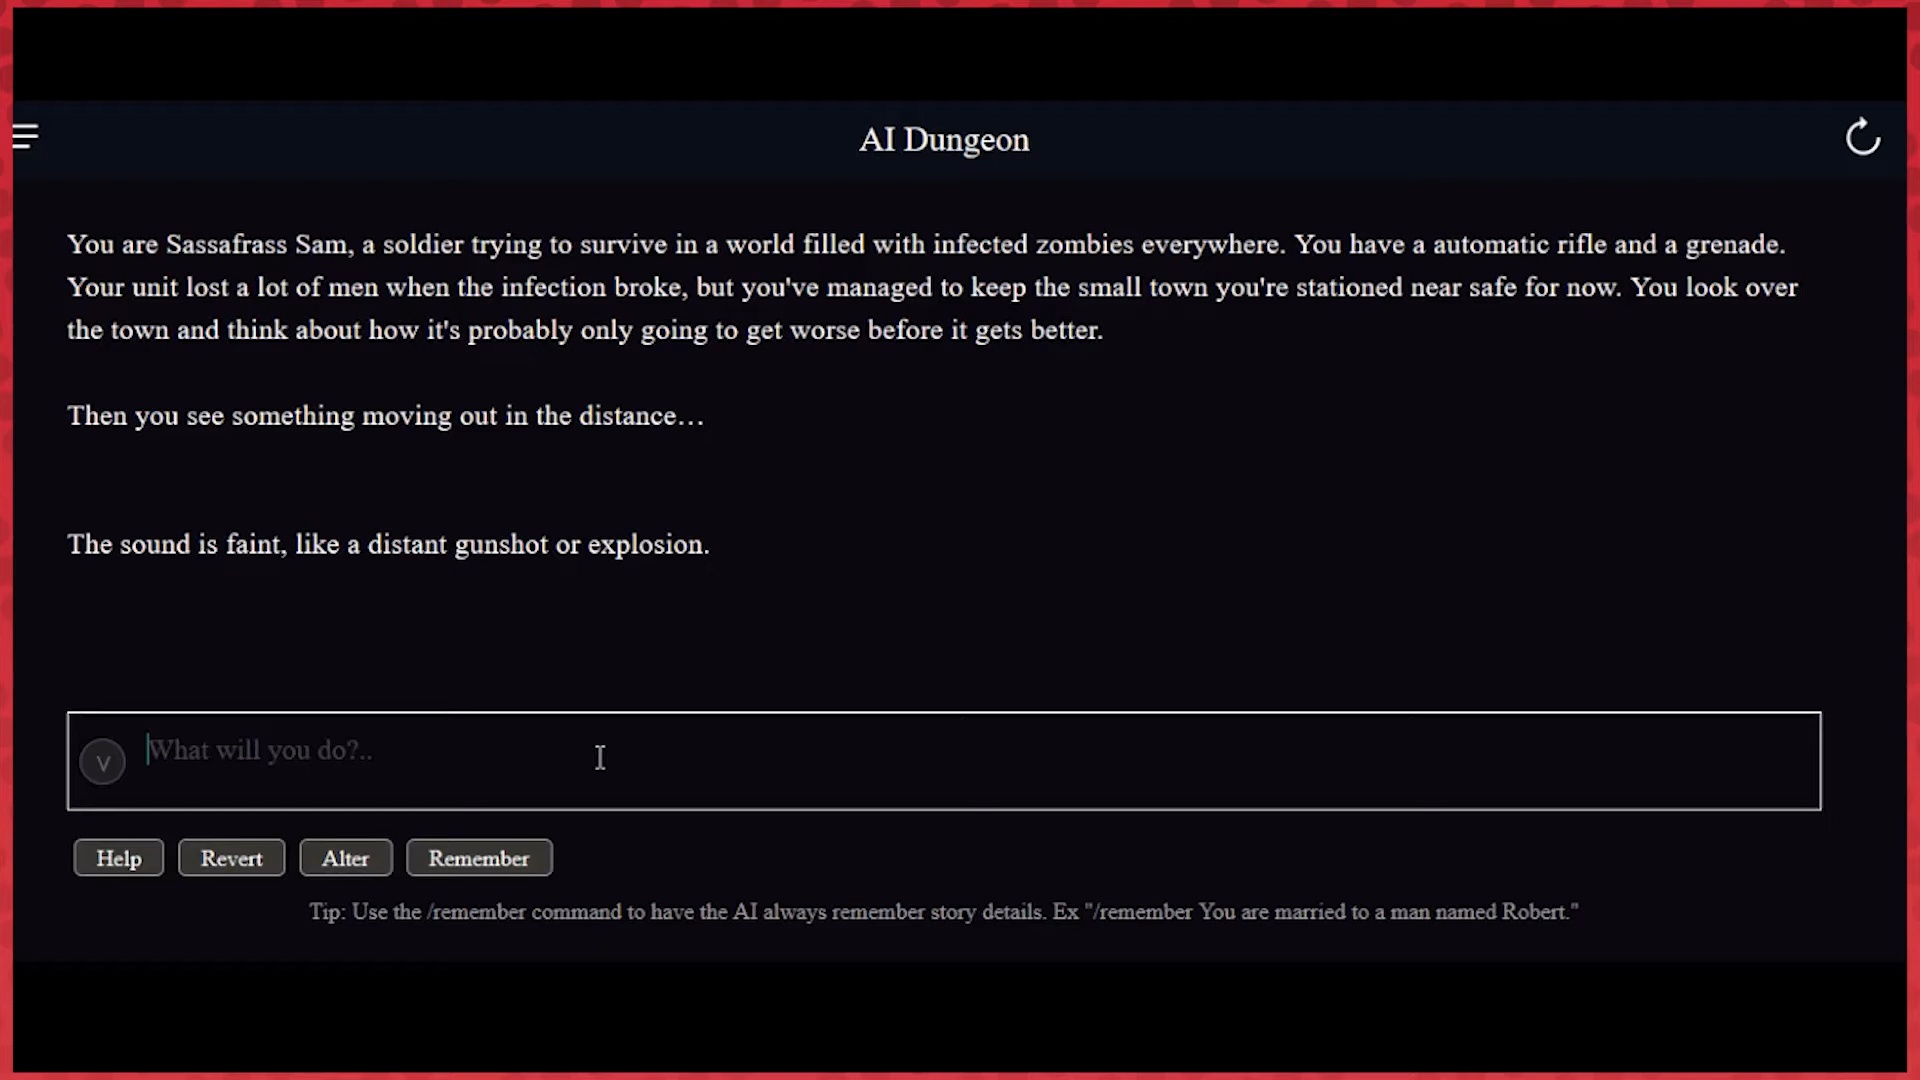 AI Dungeon
You are Sassafrass Sam, a soldier trying to survive in a world filled with infected zombies everywhere. You have a automatic rifle and a grenade.
Your unit lost a lot of men when the infection broke, but you've managed to keep the small town you're stationed near safe for now. You look over
the town and think about how it's probably only going to get worse before it gets better.
Then you see something moving out in the distance…
The sound is faint, like a distant gunshot or explosion.
v
What will you do?..
Help Revert Alter Remember
Tip: Use the /remember command to have the AI always remember story details. Ex "/remember You are married to a man named Robert."